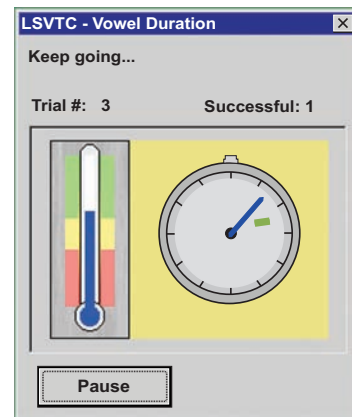 LSVTC - Vowel Duration
Keep going...
Trial #: 3 Successful: 1
Pause